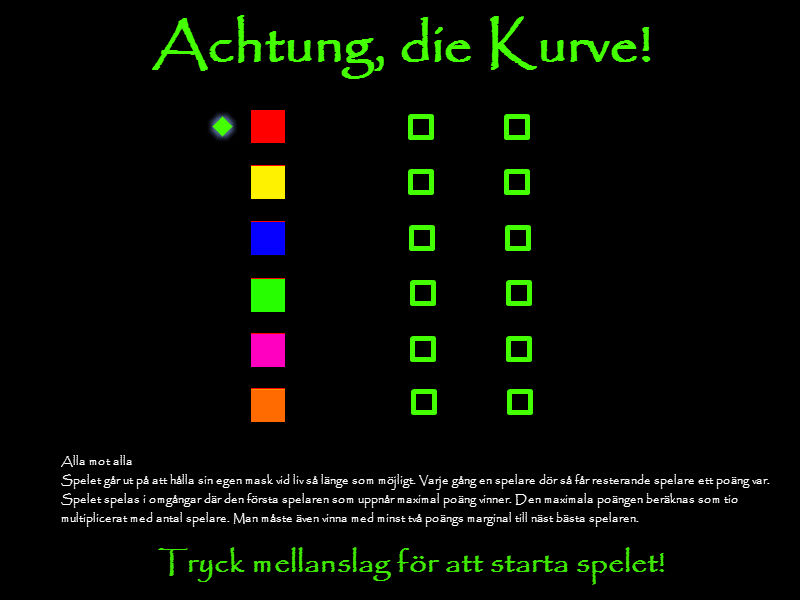 Achtung, die Kurve!
Alla mot alla
Spelet går ut på att hålla sin egen mask vid liv så länge som möjligt. Varje gång en spelare dör så får resterande spelare ett poäng var.
Spelet spelas i omgångar där den första spelaren som uppnår maximal poäng vinner. Den maximala poängen beräknas som tio
multiplicerat med antal spelare. Man måste även vinna med minst två poängs marginal till näst bästa spelaren.
Tryck mellanslag för att starta spelet!